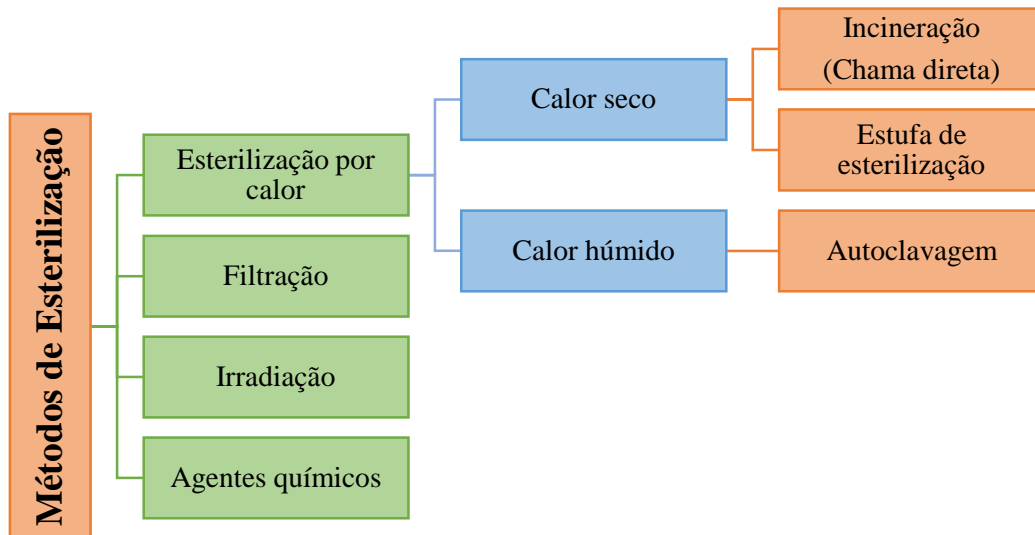 Métodos de Esterilização
Esterilização por
calor
Filtração
Irradiação
Agentes químicos
Calor seco
Calor húmido
Incineração
(Chama direta)
Estufa de
esterilização
Autoclavagem